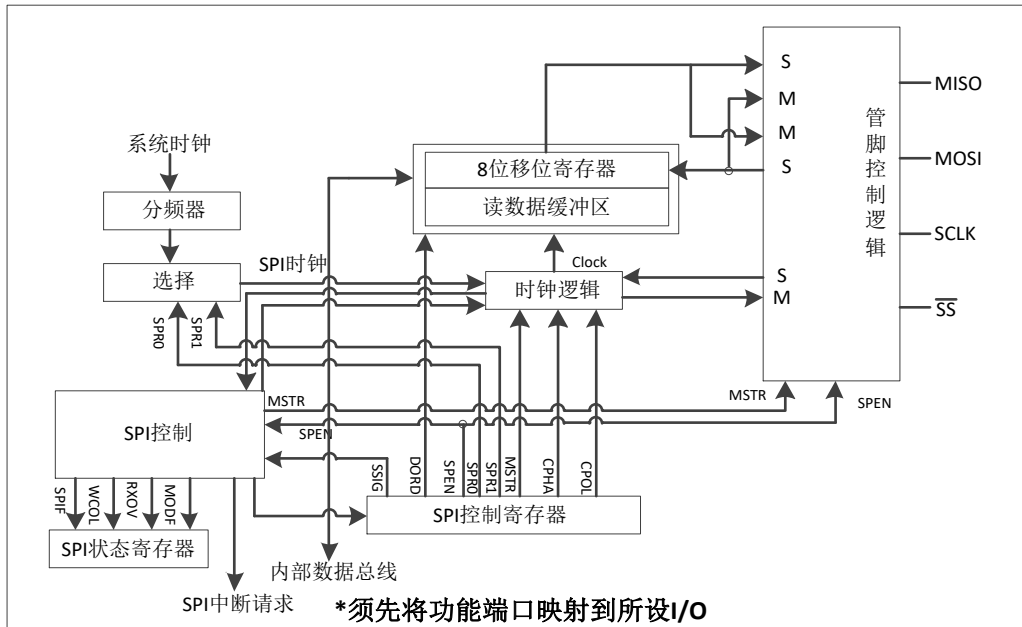 S
MISO
M
管脚控制逻辑
系统时钟
M
8位移位寄存器
S
MOSI
分频器
读数据缓冲区
SCLK
选择
SPI时钟
Clock
S
时钟逻辑
M
SS
SPR0
SPR1
MSTR
MSTR
SPEN
SPEN
SPI控制
SSIG
DORD
SPEN
SPR0
SPR1
MSTR
CPHA
CPOL
SPIF
WCOL
RXOV
MODF
SPI控制寄存器
SPI状态寄存器
内部数据总线
SPI中断请求
*须先将功能端口映射到所设I/O